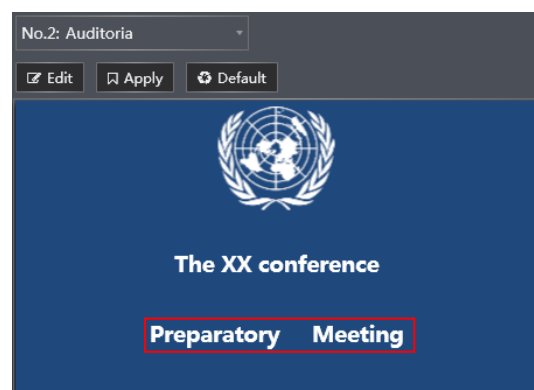 No.2: Auditoria
Edit Apply Default
The XX conference
Preparatory Meeting